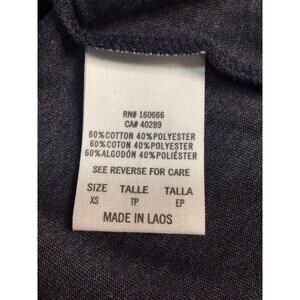 RN# 160666
CA# 40289
60%COTTON 40%POLYESTER
60%COTON 40%POLYESTER
60%ALGODÓN 40%POLIÉSTER
SEE REVERSE FOR CARE
SIZE TALLE TALLA
XS TP EP
MADE IN LAOS